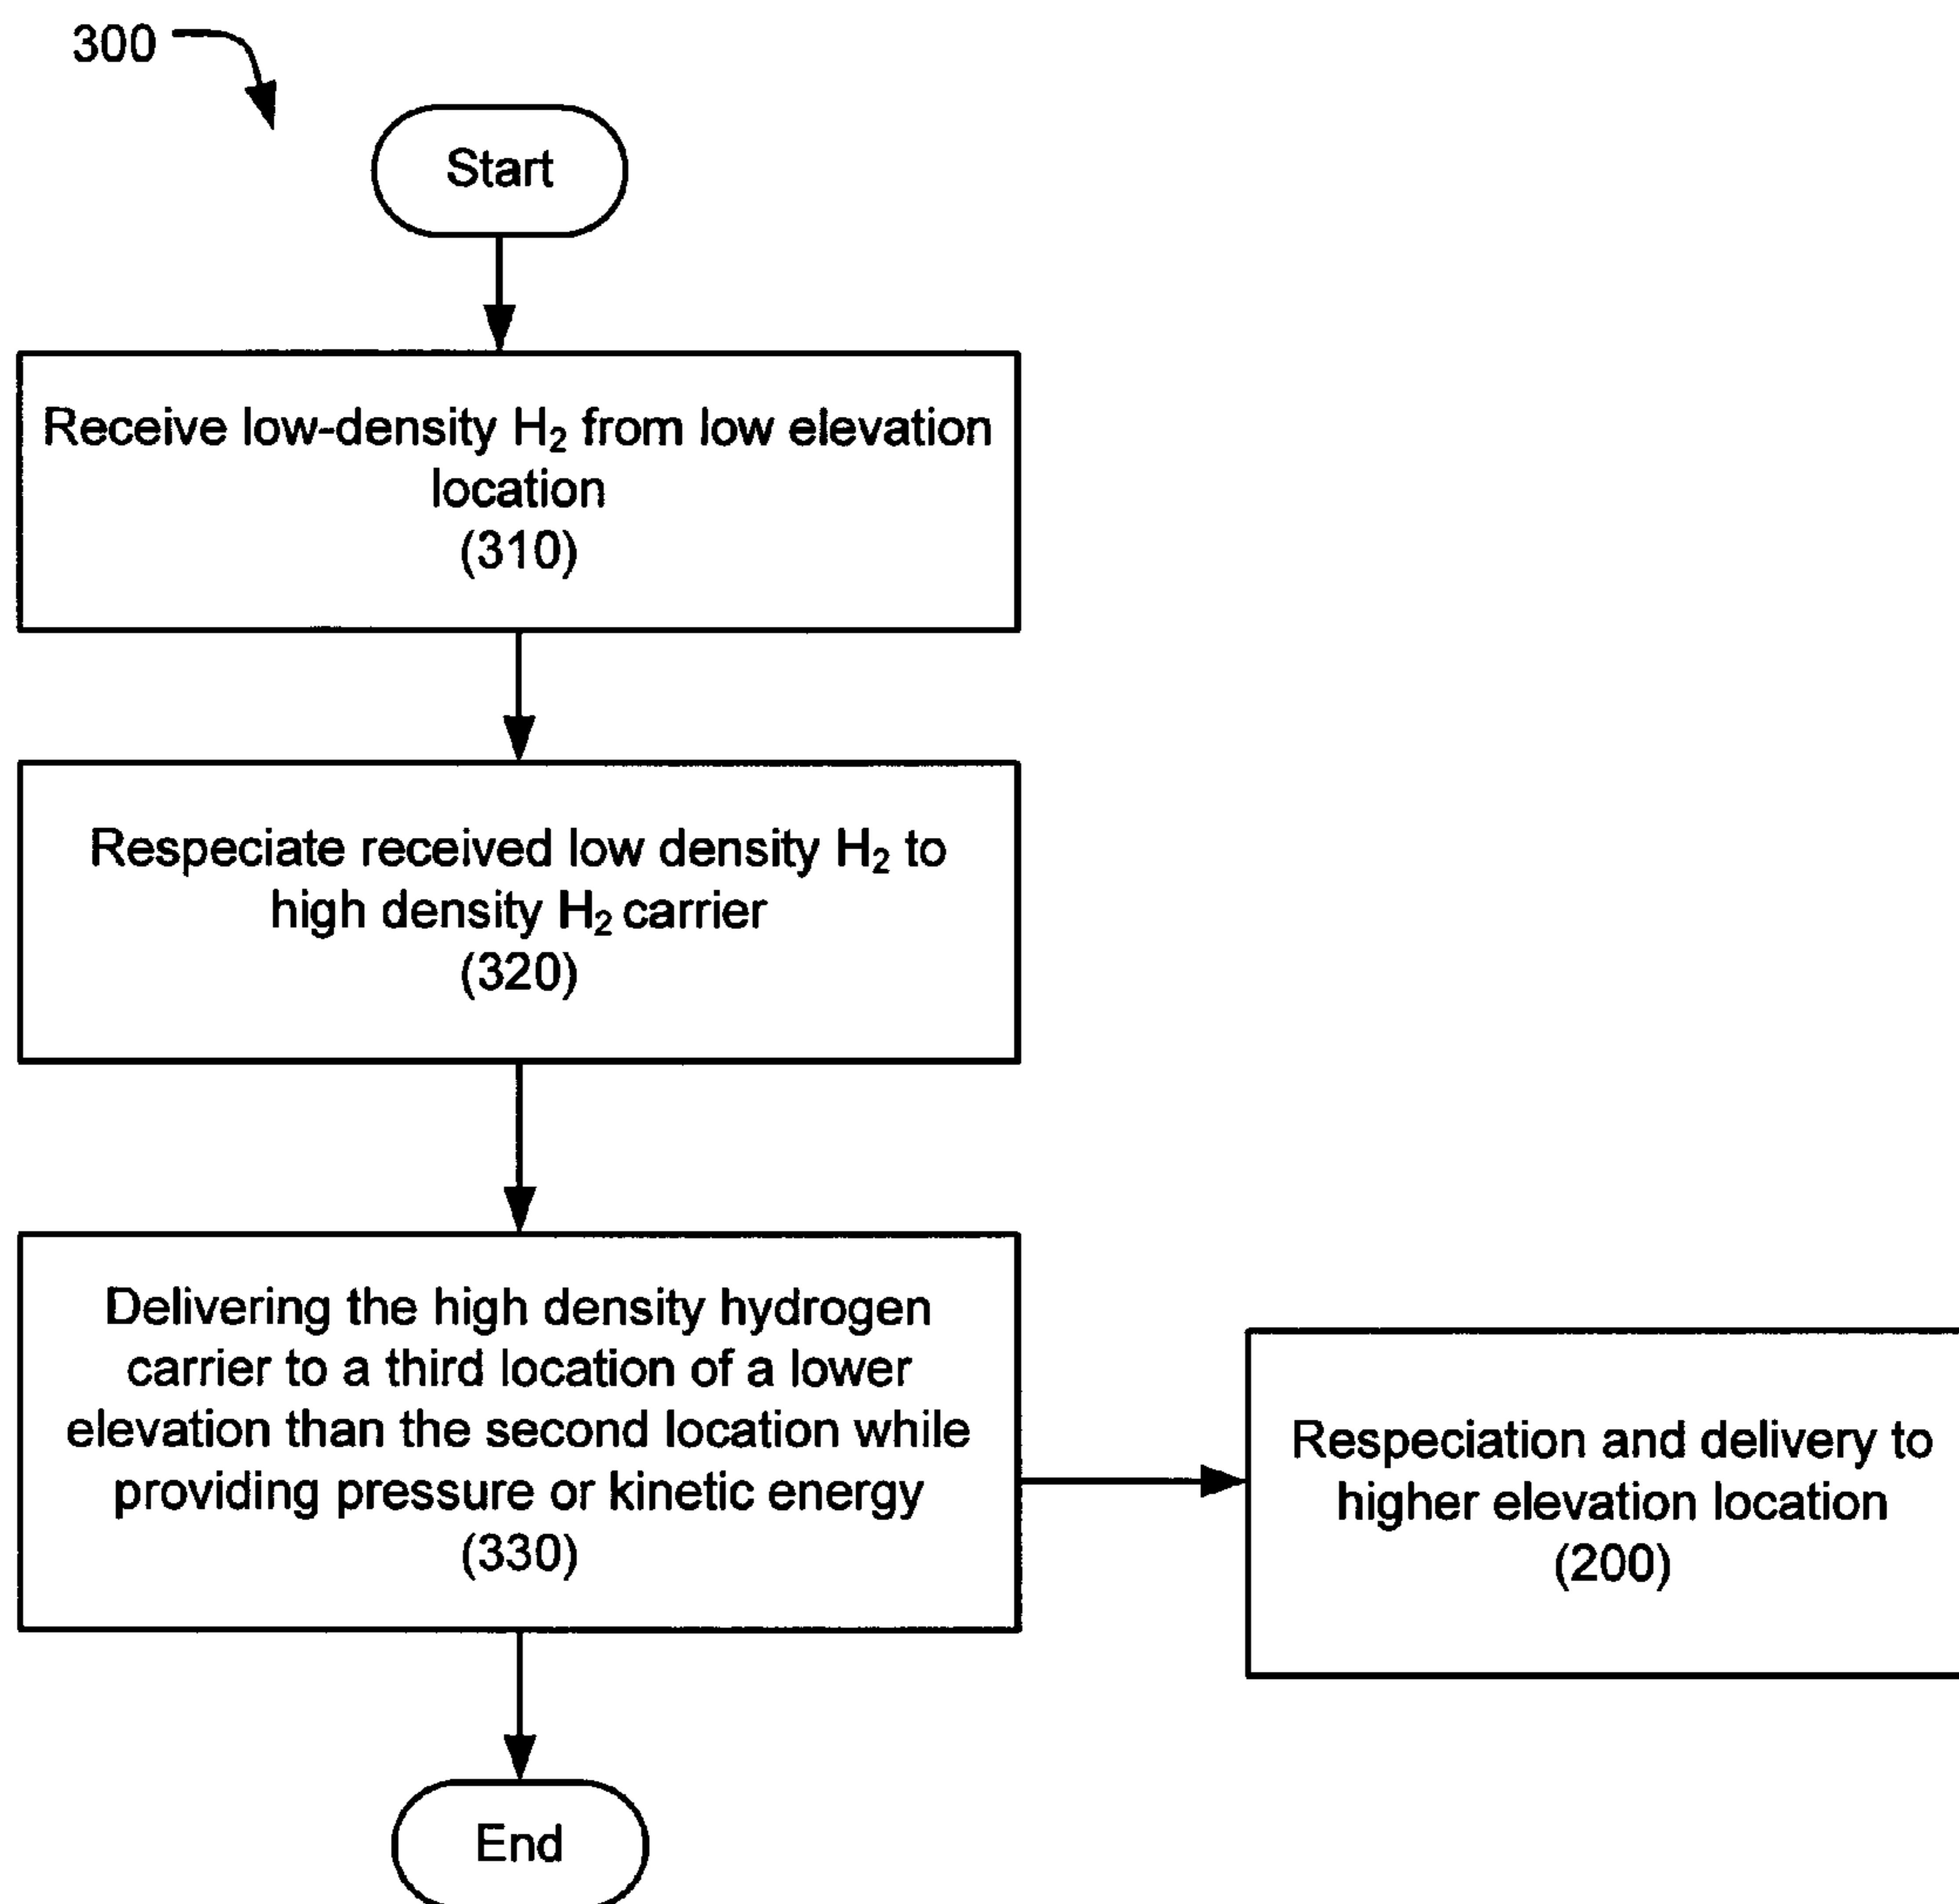 300
Start
Receive low-density H₂ from low elevation
location
(310)
Respeciate received low density H₂ to
high density H₂ carrier
(320)
Delivering the high density hydrogen
carrier to a third location of a lower
elevation than the second location while
providing pressure or kinetic energy
(330)
Respeciation and delivery to
higher elevation location
(200)
End